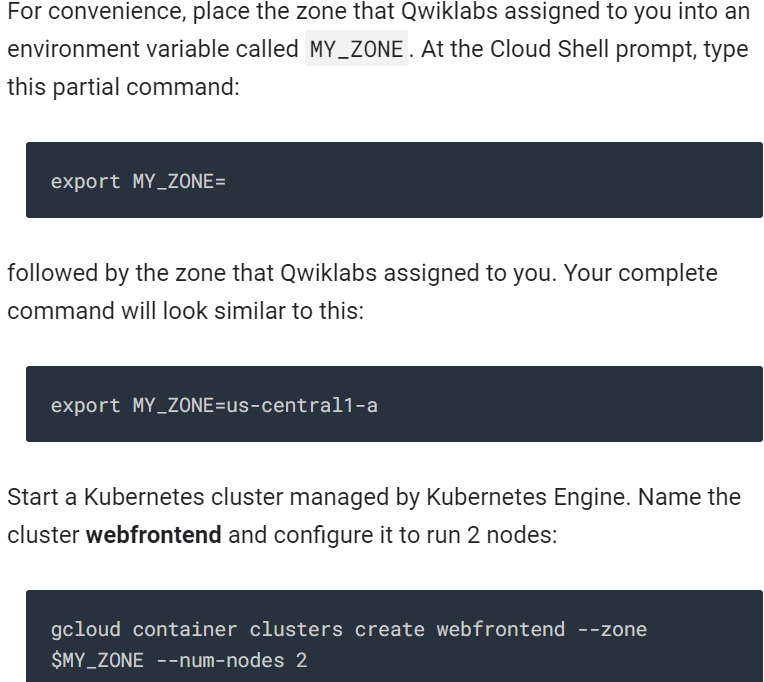 For convenience, place the zone that Qwiklabs assigned to you into an
environment variable called MY_ZONE. At the Cloud Shell prompt, type
this partial command:
export MY_ZONE=
followed by the zone that Qwiklabs assigned to you. Your complete
command will look similar to this:
export MY_ZONE=us-central1-a
Start a Kubernetes cluster managed by Kubernetes Engine. Name the
cluster webfrontend and configure it to run 2 nodes:
gcloud container clusters create webfrontend --zone
$MY_ZONE --num-nodes 2